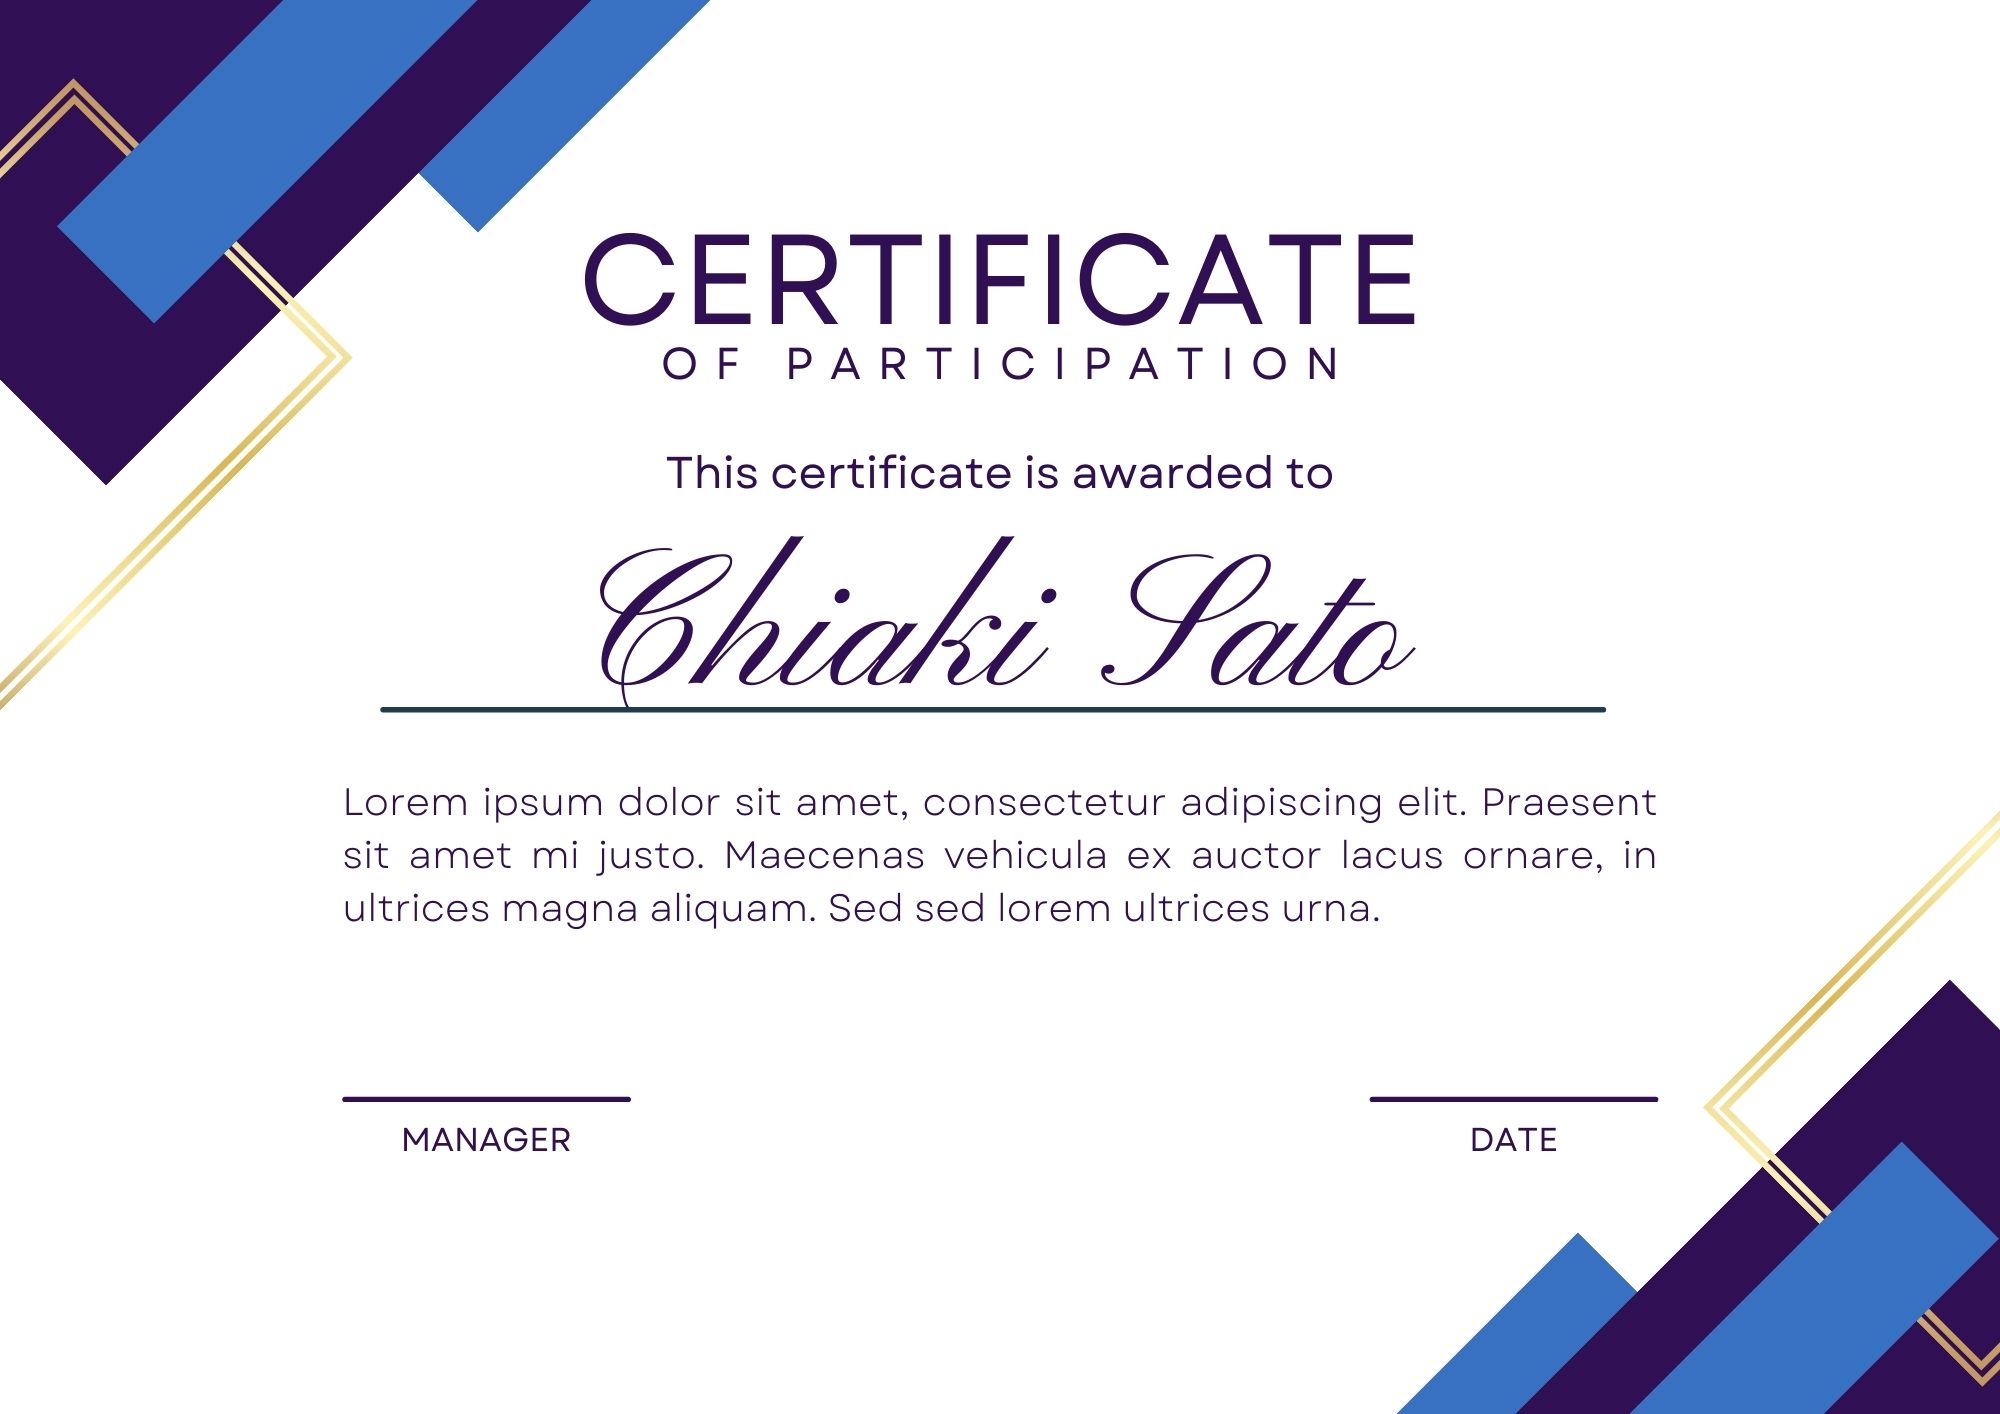 CERTIFICATE
OF PARTICIPATION
This certificate is awarded to
Chiaki Sato
Lorem ipsum dolor sit amet, consectetur adipiscing elit. Praesent
sit amet mi justo. Maecenas vehicula ex auctor lacus ornare, in
ultrices magna aliquam. Sed sed lorem ultrices urna.
MANAGER
DATE